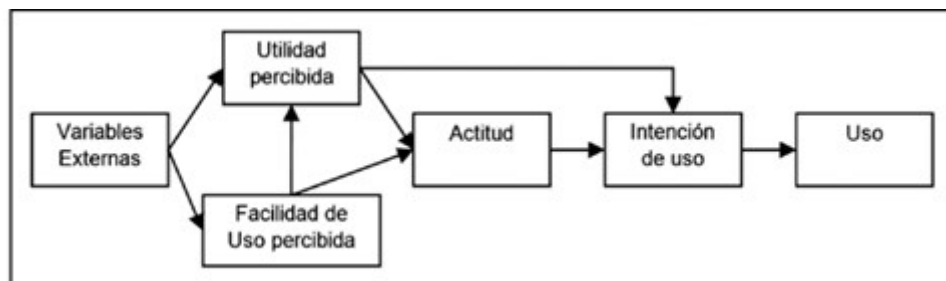 Utilidad
percibida
Variables
Externas
Actitud
Intención
de uso
Uso
Facilidad de
Uso percibida